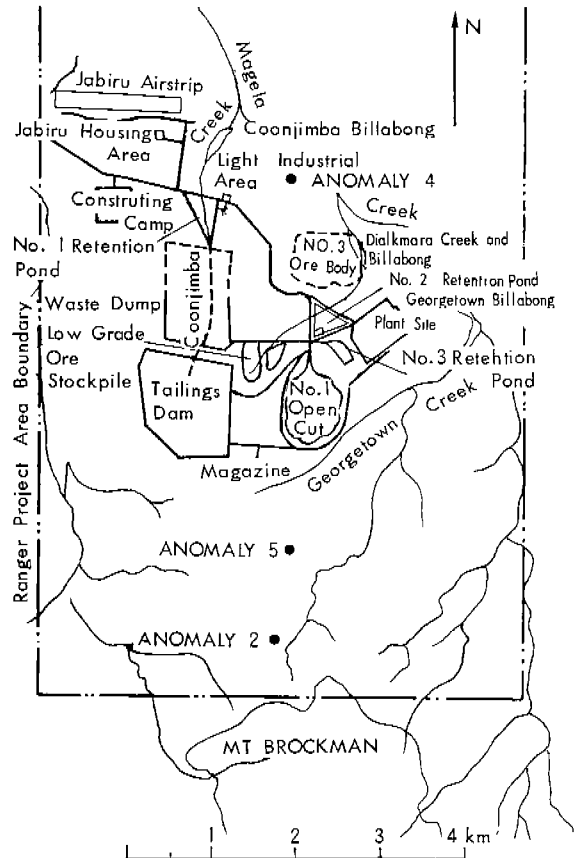 N
Magela
Creek
Jabiru Airstrip
Coonjimba Billabong
Jabiru Housing
Area
Light Industrial
Area
ANOMALY 4
Construting
Camp
Creek
No. 1 Retention
Pond
NO.3
Ore Body
Dialkmara Creek and
Billabong
No. 2 Retentron Pond
Georgetown Billabong
Coonjimba
Waste Dump
Plant Site
Low Grade
Ore
Stockpile
No.3 Retehtion
Pond
Tailings
Dam
No.1
Open
Cut
Georgetown Creek
Magazine
Ranger Project Area Boundary
ANOMALY 5
ANOMALY 2
MT BROCKMAN
1 2 3 4 km